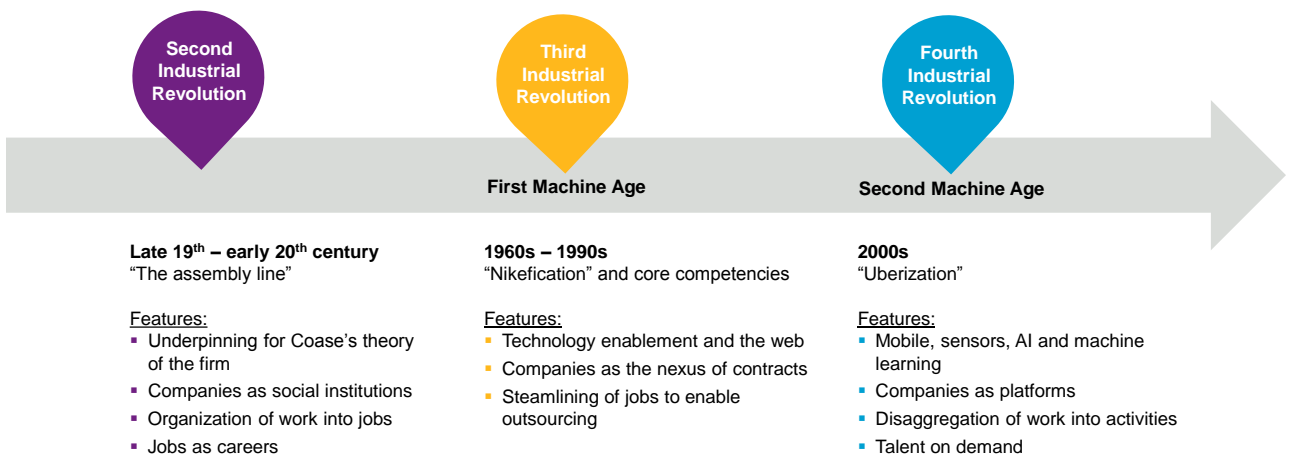 Second
Industrial
Revolution
Third
Industrial
Revolution
Fourth
Industrial
Revolution
First Machine Age
Second Machine Age
Late 19th – early 20th century
“The assembly line”
Features:
▪ Underpinning for Coase’s theory
of the firm
▪ Companies as social institutions
▪ Organization of work into jobs
▪ Jobs as careers
1960s – 1990s
“Nikefication” and core competencies
Features:
▪ Technology enablement and the web
▪ Companies as the nexus of contracts
▪ Steamlining of jobs to enable
outsourcing
2000s
“Uberization”
Features:
▪ Mobile, sensors, AI and machine
learning
▪ Companies as platforms
▪ Disaggregation of work into activities
▪ Talent on demand